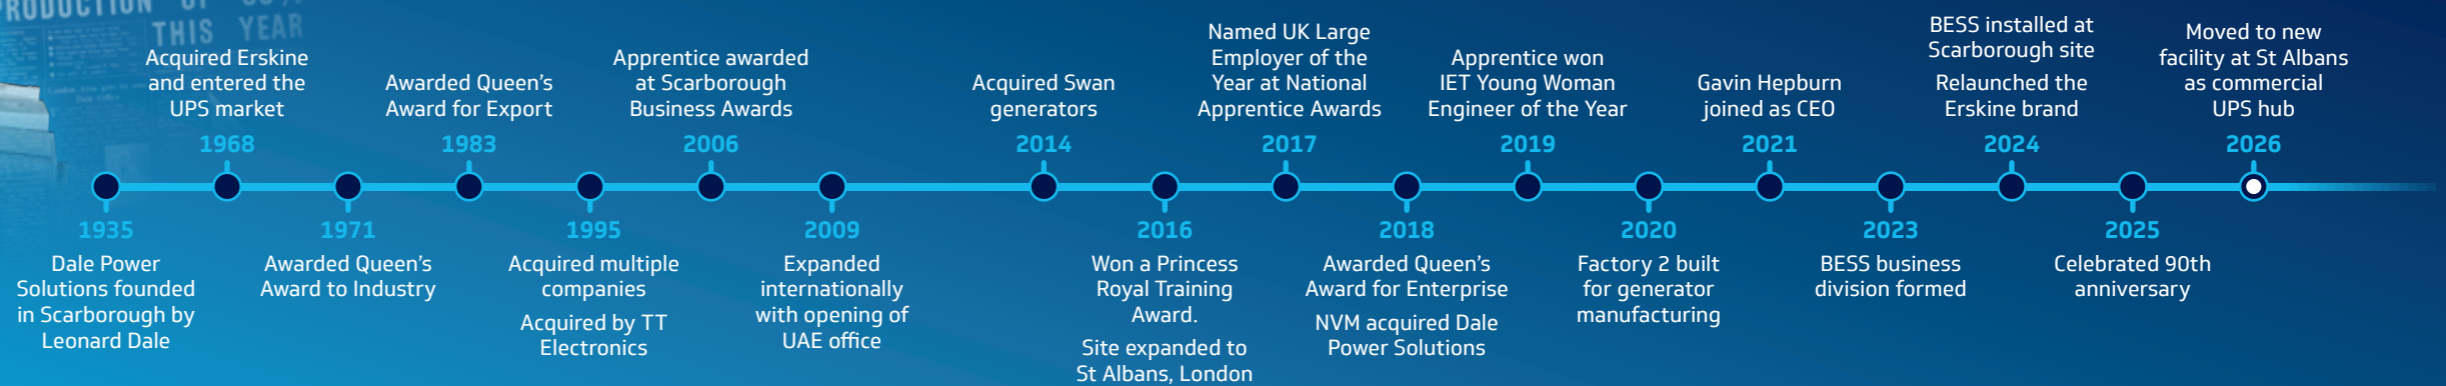 PRODUCTION OF
THIS YEAR
Acquired Erskine
and entered the
UPS market
1968
Awarded Queen's
Award for Export
1983
Apprentice awarded
at Scarborough
Business Awards
2006
Acquired Swan
generators
2014
Named UK Large
Employer of the
Year at National
Apprentice Awards
2017
Apprentice won
IET Young Woman
Engineer of the Year
2019
Gavin Hepburn
joined as CEO
2021
BESS installed at
Scarborough site
Relaunched the
Erskine brand
2024
Moved to new
facility at St Albans
as commercial
UPS hub
2026
1935
Dale Power
Solutions founded
in Scarborough by
Leonard Dale
1971
Awarded Queen's
Award to Industry
1995
Acquired multiple
companies
Acquired by TT
Electronics
2009
Expanded
internationally
with opening of
UAE office
2016
Won a Princess
Royal Training
Award.
Site expanded to
St Albans, London
2018
Awarded Queen's
Award for Enterprise
NVM acquired Dale
Power Solutions
2020
Factory 2 built
for generator
manufacturing
2023
BESS business
division formed
2025
Celebrated 90th
anniversary